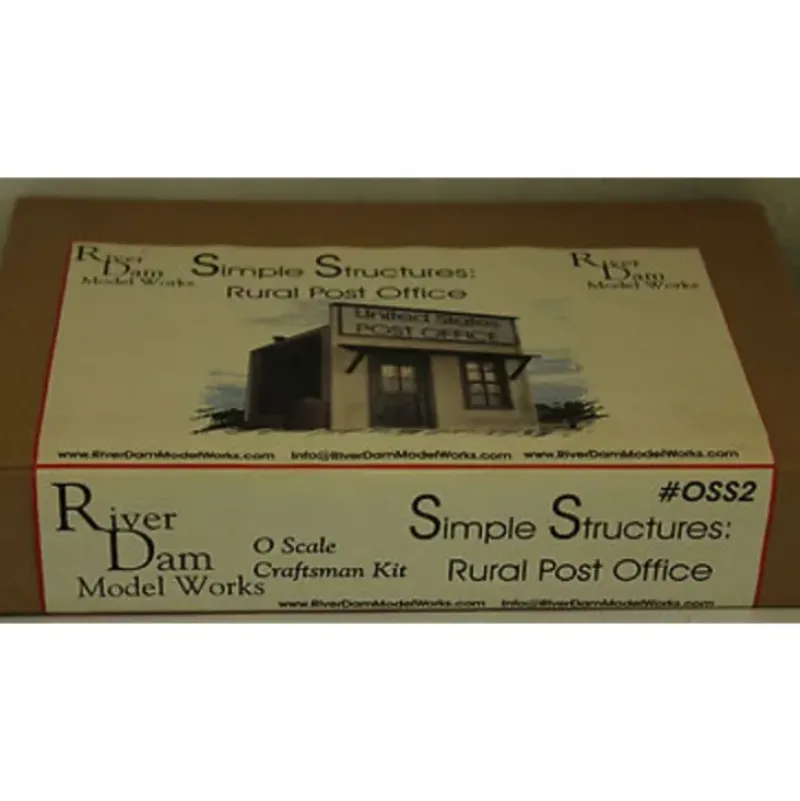 River
Dam
Model Works
Simple Structures:
Rural Post Office
River
Dam
Model Works
United States
POST OFFICE
www.RiverDamModelWorks.com Info@RiverDamModelWorks.com www.RiverDamModelWorks.com
River
Dam
Model Works
O Scale
Craftsman Kit
#OSS2
Simple Structures:
Rural Post Office
www.RiverDamModelWorks.com Info@RiverDamModelWorks.com